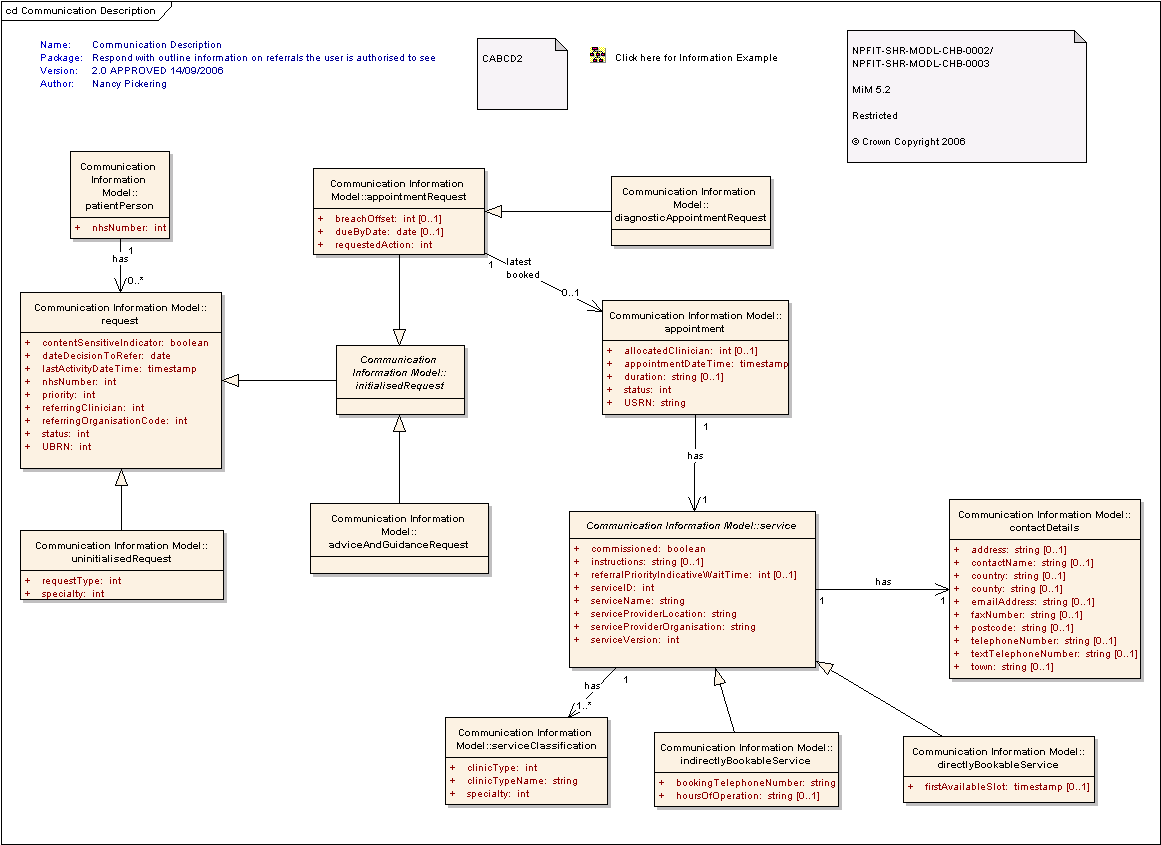 cd Communication Description
Name: Communication Description
Package: Respond with outline information on referrals the user is authorised to see
Version: 2.0 APPROVED 14/09/2006
Author: Nancy Pickering
CABCD2
Click here for Information Example
NPFIT-SHR-MODL-CHB-0002/
NPFIT-SHR-MODL-CHB-0003
MiM 5.2
Restricted
© Crown Copyright 2006
Communication
Information
Model::
patientPerson
+ nhsNumber: int
1
has
0..*
Communication Information Model::
request
+ contentSensitiveIndicator: boolean
+ dateDecisionToRefer: date
+ lastActivityDateTime: timestamp
+ nhsNumber: int
+ priority: int
+ referringClinician: int
+ referringOrganisationCode: int
+ status: int
+ UBRN: int
Communication Information Model::
uninitialisedRequest
+ requestType: int
+ specialty: int
Communication Information
Model::appointmentRequest
+ breachOffset: int [0..1]
+ dueByDate: date [0..1]
+ requestedAction: int
Communication Information
Model::
diagnosticAppointmentRequest
1
latest
booked
0..1
Communication
Information Model::
initialisedRequest
Communication Information
Model::
adviceAndGuidanceRequest
Communication Information Model::
appointment
+ allocatedClinician: int [0..1]
+ appointmentDateTime: timestamp
+ duration: string [0..1]
+ status: int
+ USRN: string
1
has
1
Communication Information Model::service
+ commissioned: boolean
+ instructions: string [0..1]
+ referralPriorityIndicativeWaitTime: int [0..1]
+ serviceID: int
+ serviceName: string
+ serviceProviderLocation: string
+ serviceProviderOrganisation: string
+ serviceVersion: int
1
has
1
Communication Information Model::
contactDetails
+ address: string [0..1]
+ contactName: string [0..1]
+ country: string [0..1]
+ county: string [0..1]
+ emailAddress: string [0..1]
+ faxNumber: string [0..1]
+ postcode: string [0..1]
+ telephoneNumber: string [0..1]
+ textTelephoneNumber: string [0..1]
+ town: string [0..1]
has
1
1..*
Communication Information
Model::serviceClassification
+ clinicType: int
+ clinicTypeName: string
+ specialty: int
Communication Information Model::
indirectlyBookableService
+ bookingTelephoneNumber: string
+ hoursOfOperation: string [0..1]
Communication Information Model::
directlyBookableService
+ firstAvailableSlot: timestamp [0..1]